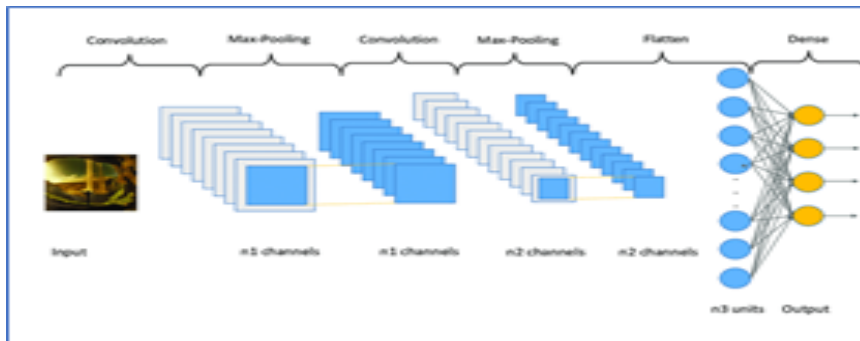 Convolution
Max-Pooling
Convolution
Max-Pooling
Flatten
Dense
Input
n1 channels
n1 channels
n2 channels
n2 channels
n3 units
Output